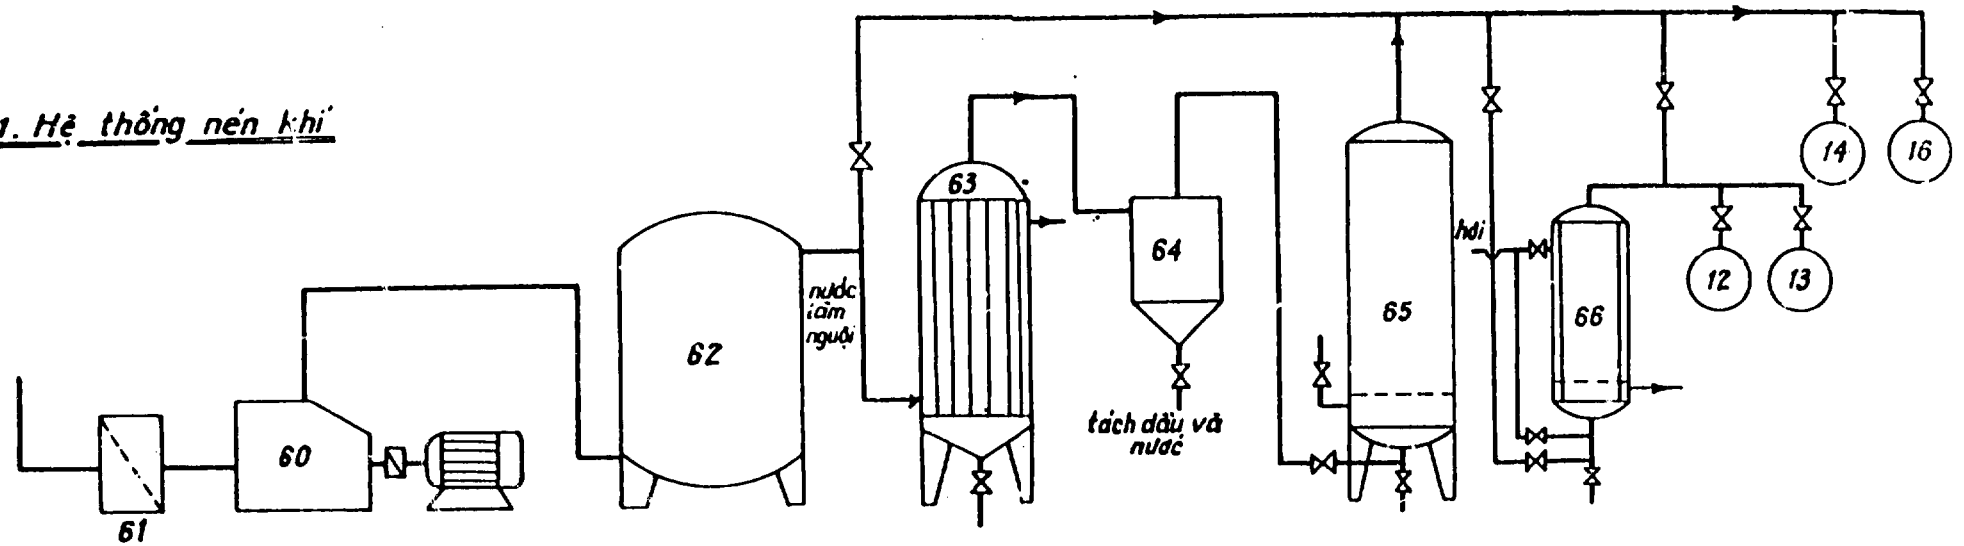 1. Hệ thống nén khí
14
16
63
64
hơi
12
13
nước
làm
nguội
65
66
62
tách dầu và
nước
60
61